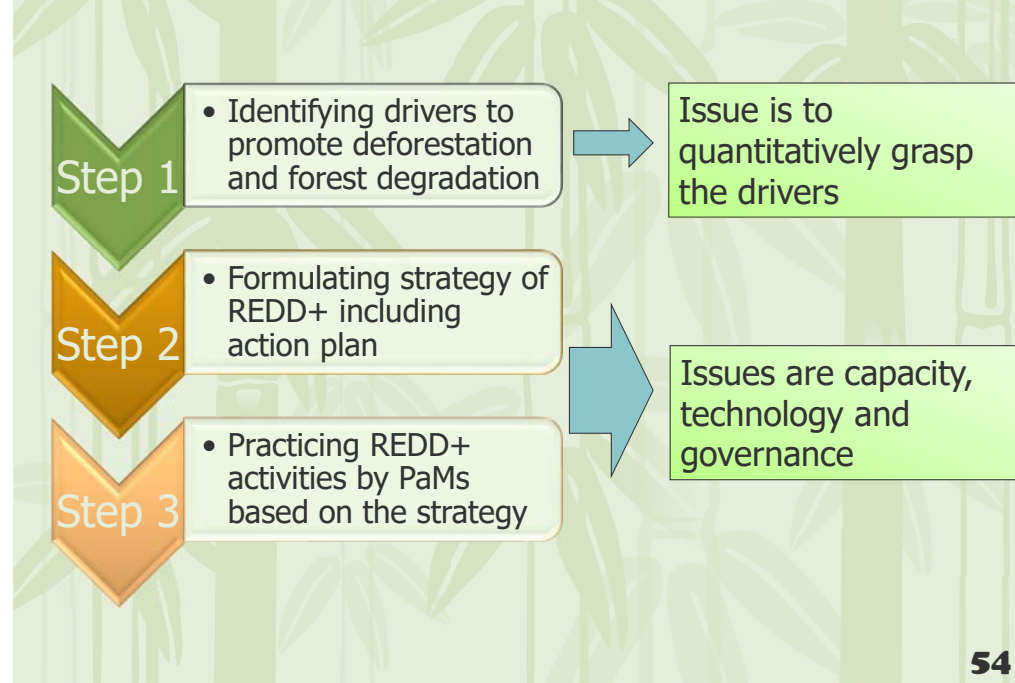 Step 1
• Identifying drivers to
promote deforestation
and forest degradation
Issue is to
quantitatively grasp
the drivers
Step 2
• Formulating strategy of
REDD+ including
action plan
Step 3
• Practicing REDD+
activities by PaMs
based on the strategy
Issues are capacity,
technology and
governance
54